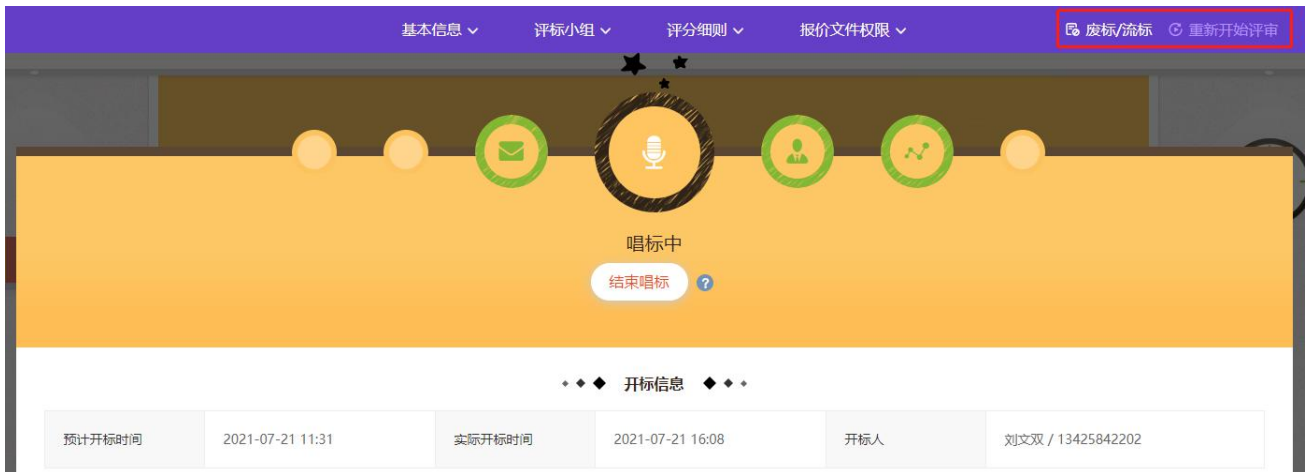 基本信息 评标小组 评分细则 报价文件权限 废标/流标 重新开始评审
唱标中
结束唱标 ?
开标信息
预计开标时间 2021-07-21 11:31 实际开标时间 2021-07-21 16:08 开标人 刘文双 / 13425842202